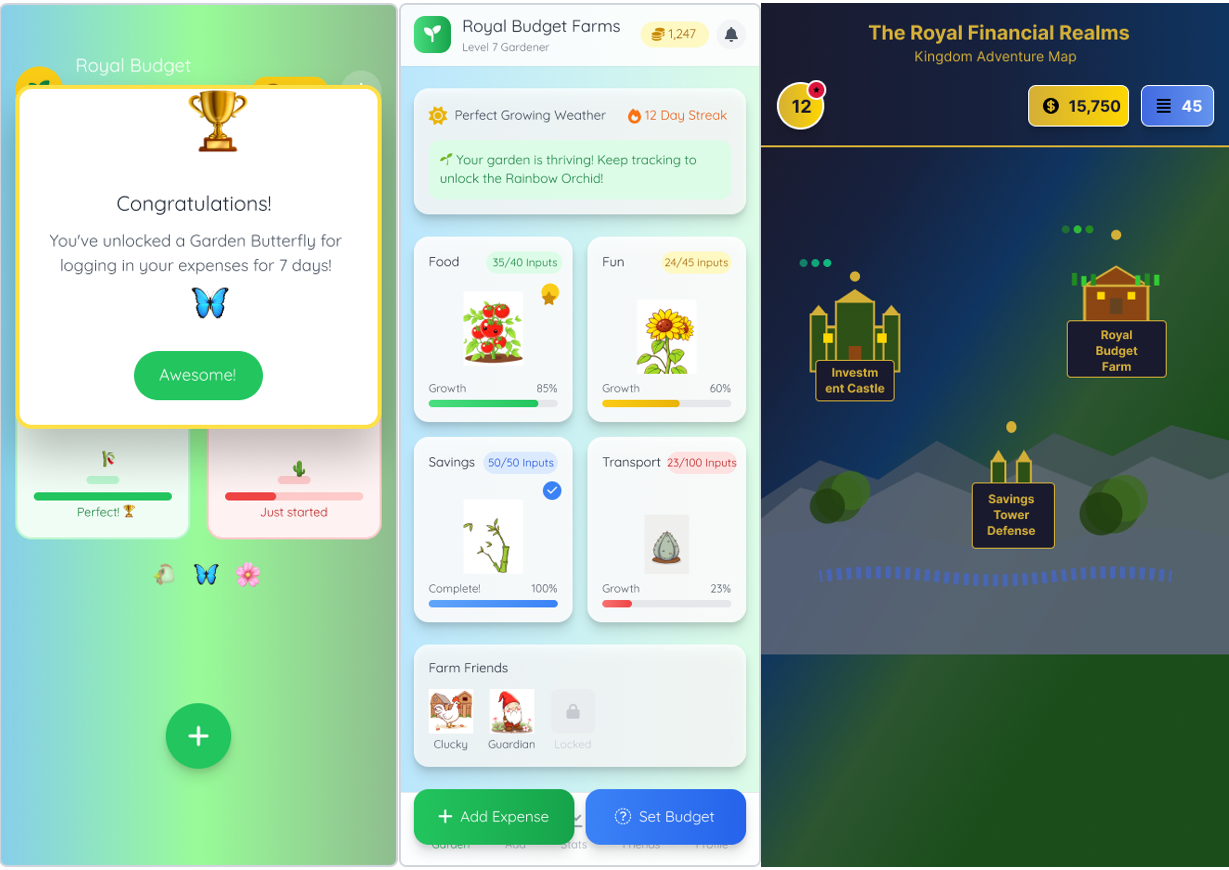 Royal Budget
Congratulations!
You've unlocked a Garden Butterfly for
logging in your expenses for 7 days!
Awesome!
Perfect!
Just started
Royal Budget Farms
Level 7 Gardener
1,247
Perfect Growing Weather
12 Day Streak
Your garden is thriving! Keep tracking to
unlock the Rainbow Orchid!
Food
35/40 Inputs
Growth
85%
Fun
24/45 inputs
Growth
60%
Savings
50/50 Inputs
Complete!
100%
Transport
23/100 Inputs
Growth
23%
Farm Friends
Clucky
Guardian
Locked
Add Expense
Set Budget
Garden
Add
Stats
Friends
Profile
The Royal Financial Realms
Kingdom Adventure Map
12
15,750
45
Investm
ent Castle
Royal
Budget
Farm
Savings
Tower
Defense